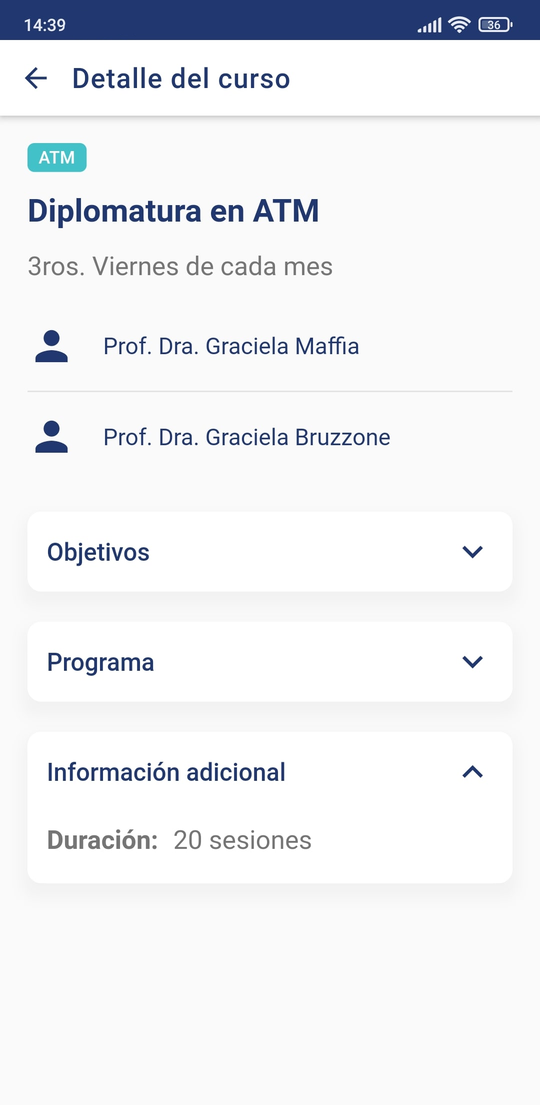 14:39
36
Detalle del curso
ATM
Diplomatura en ATM
3ros. Viernes de cada mes
Prof. Dra. Graciela Maffia
Prof. Dra. Graciela Bruzzone
Objetivos
Programa
Información adicional
Duración: 20 sesiones